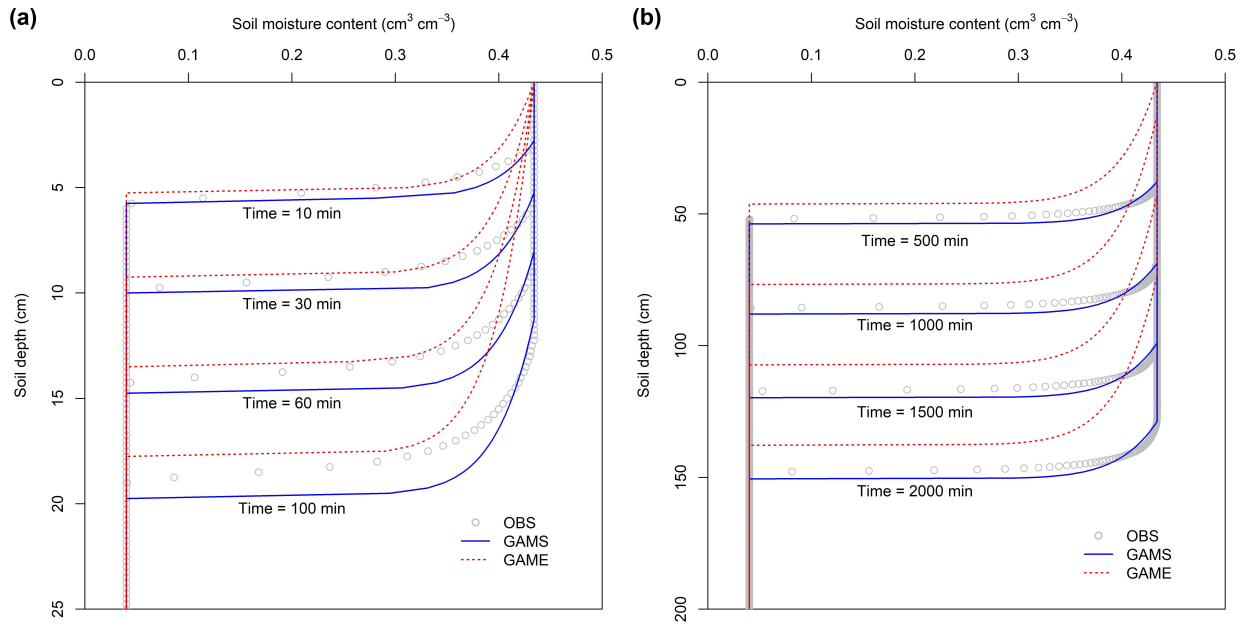 (a)
Soil moisture content (cm³ cm⁻³)
0.0 0.1 0.2 0.3 0.4 0.5
Soil depth (cm)
0
5
10
15
20
25
Time = 10 min
Time = 30 min
Time = 60 min
Time = 100 min
OBS
GAMS
GAME
(b)
Soil moisture content (cm³ cm⁻³)
0.0 0.1 0.2 0.3 0.4 0.5
Soil depth (cm)
0
50
100
150
200
Time = 500 min
Time = 1000 min
Time = 1500 min
Time = 2000 min
OBS
GAMS
GAME